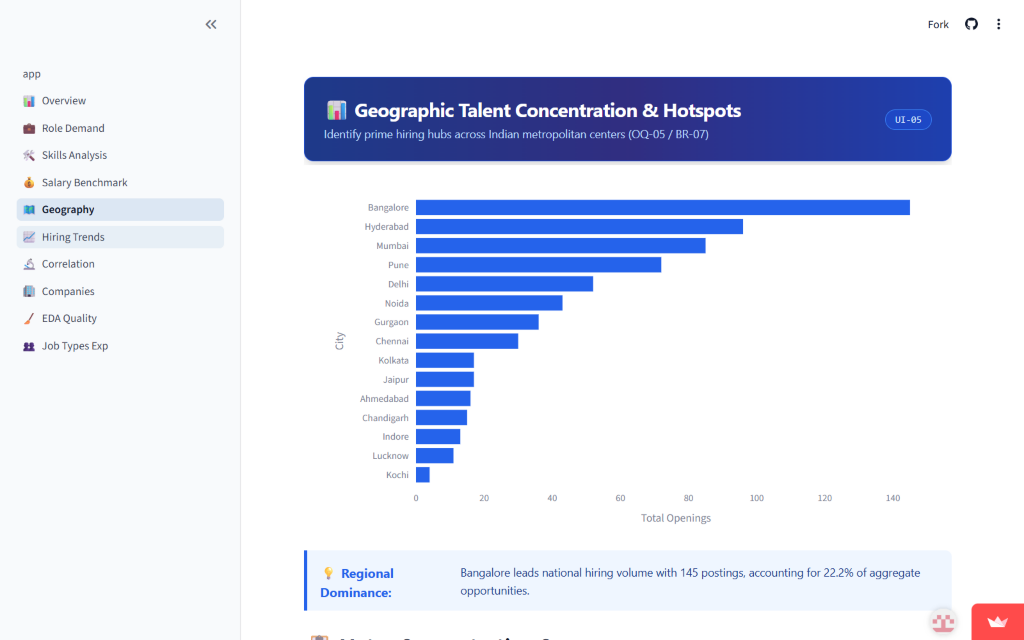 Fork
app
Overview
Role Demand
Skills Analysis
Salary Benchmark
Geography
Hiring Trends
Correlation
Companies
EDA Quality
Job Types Exp
Geographic Talent Concentration & Hotspots
Identify prime hiring hubs across Indian metropolitan centers (OQ-05 / BR-07)
UI-05
City
Bangalore
Hyderabad
Mumbai
Pune
Delhi
Noida
Gurgaon
Chennai
Kolkata
Jaipur
Ahmedabad
Chandigarh
Indore
Lucknow
Kochi
0 20 40 60 80 100 120 140
Total Openings
Regional
Dominance:
Bangalore leads national hiring volume with 145 postings, accounting for 22.2% of aggregate
opportunities.